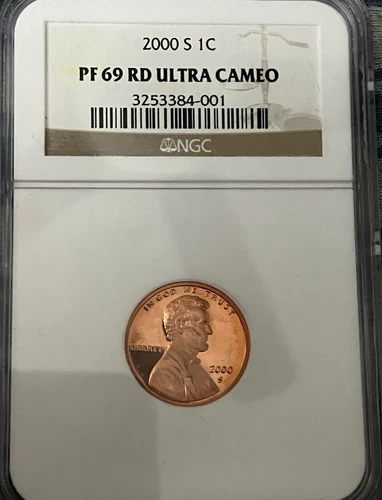 2000 S 1C
PF 69 RD ULTRA CAMEO
3253384-001
NGC
IN GOD WE TRUST
LIBERTY
2000
S